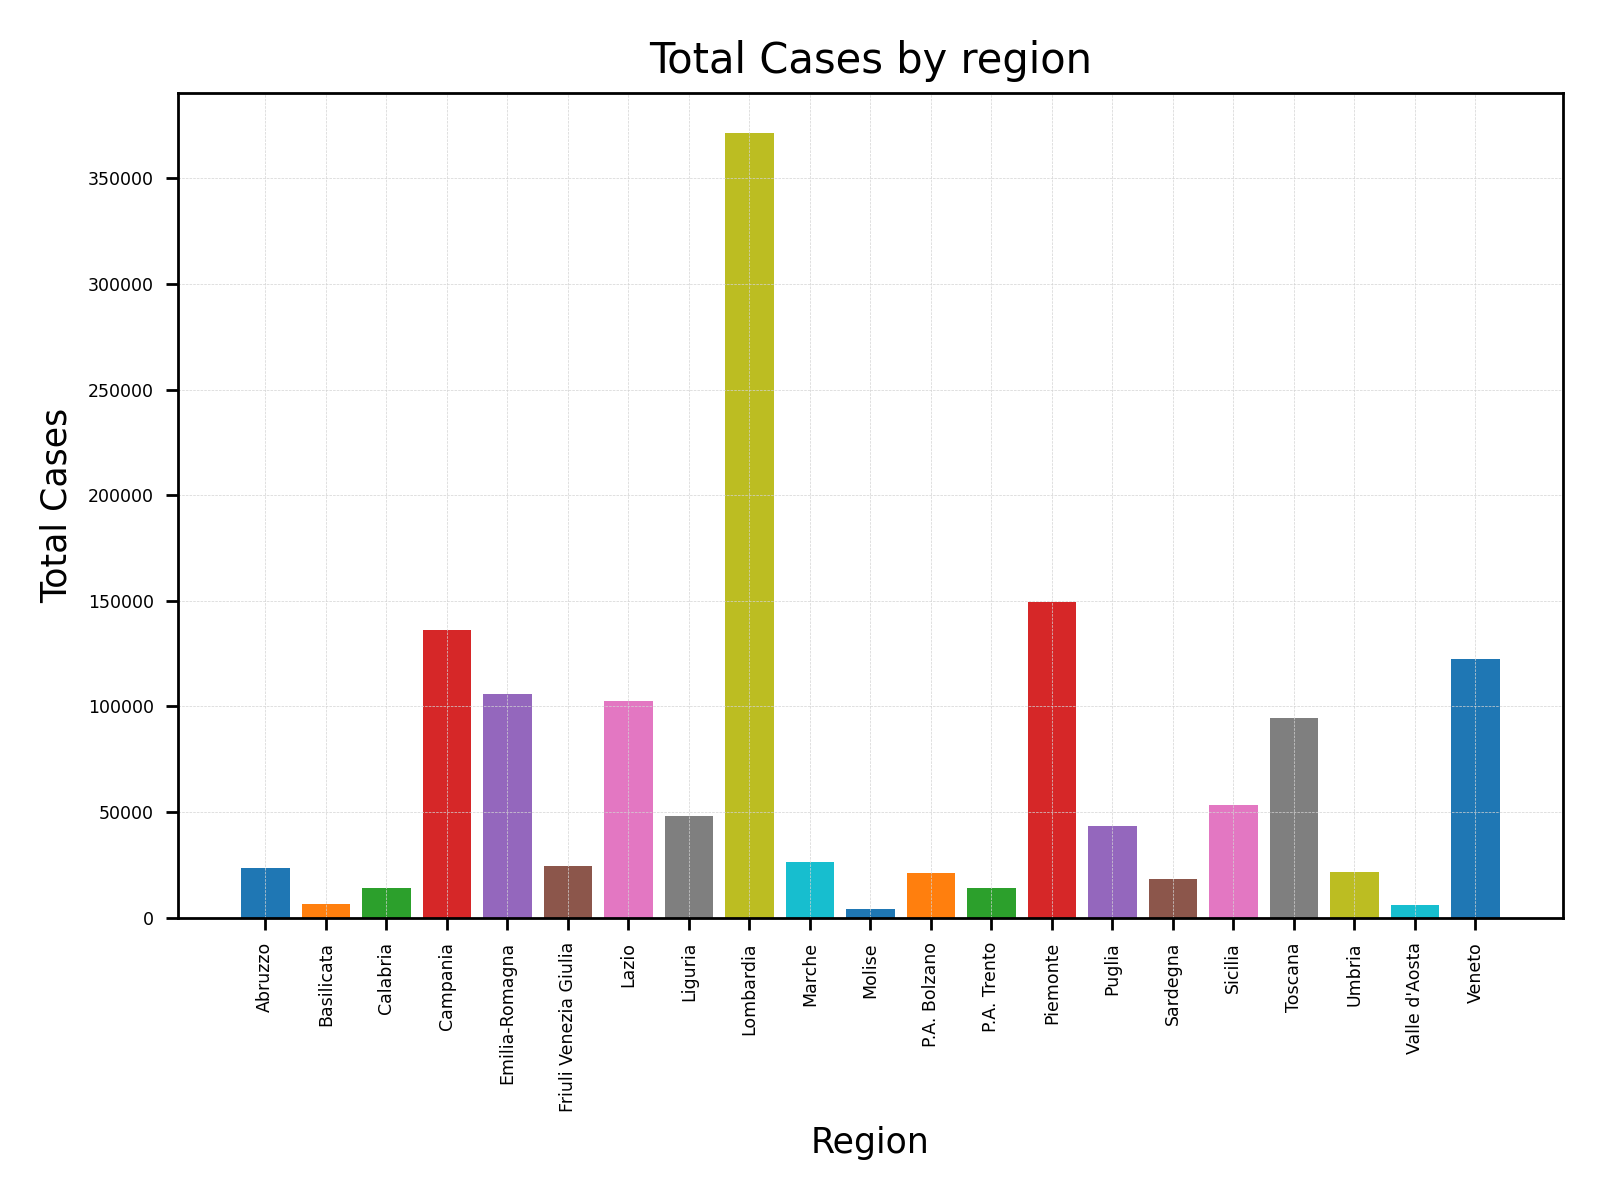 Total Cases by region
Total Cases
350000
300000
250000
200000
150000
100000
50000
0
Abruzzo
Basilicata
Calabria
Campania
Emilia-Romagna
Friuli Venezia Giulia
Lazio
Liguria
Lombardia
Marche
Molise
P.A. Bolzano
P.A. Trento
Piemonte
Puglia
Sardegna
Sicilia
Toscana
Umbria
Valle d'Aosta
Veneto
Region